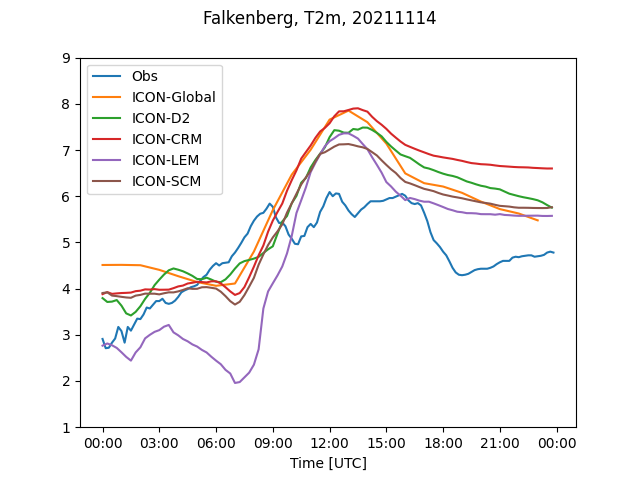 Falkenberg, T2m, 20211114
9
8
7
6
5
4
3
2
1
Obs
ICON-Global
ICON-D2
ICON-CRM
ICON-LEM
ICON-SCM
00:00 03:00 06:00 09:00 12:00 15:00 18:00 21:00 00:00
Time [UTC]